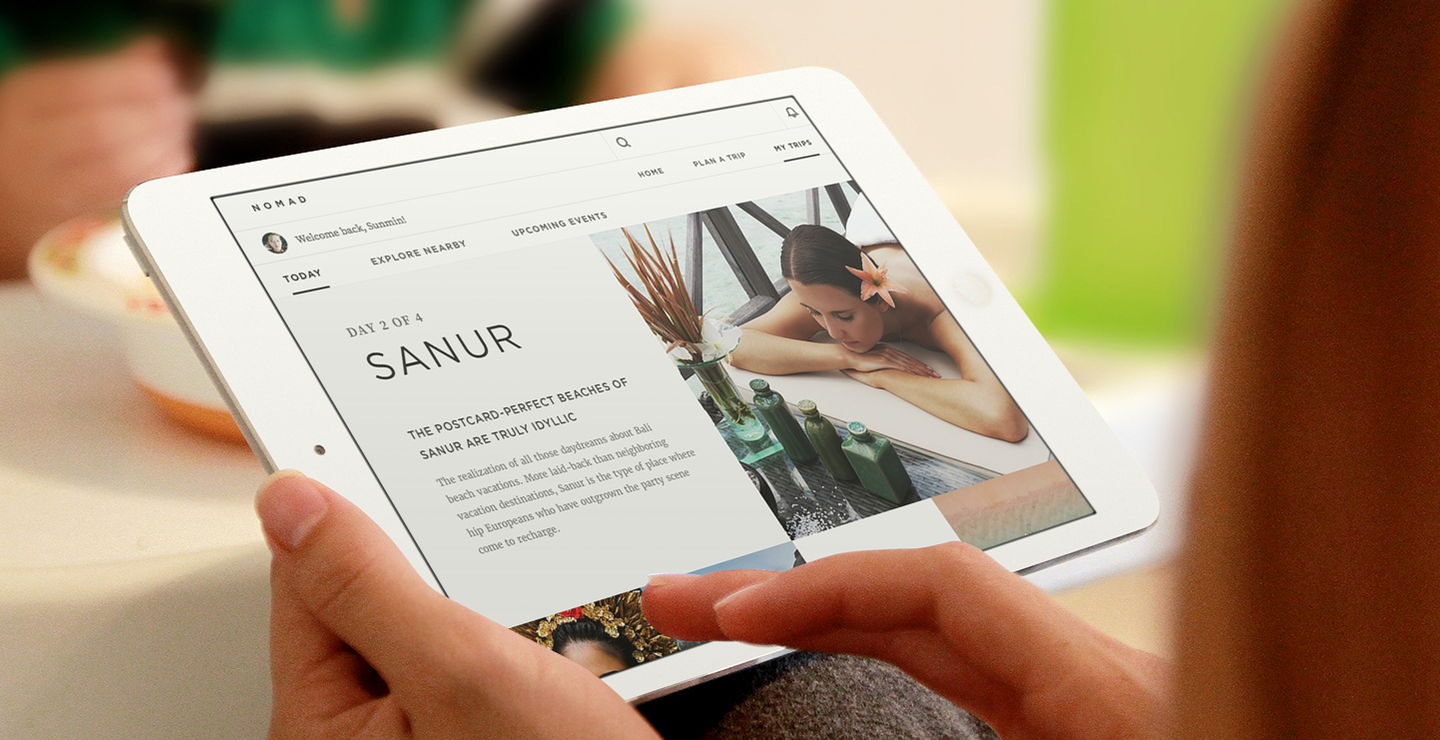 NOMAD
Welcome back, Sunmin!
HOME PLAN A TRIP MY TRIPS
TODAY EXPLORE NEARBY UPCOMING EVENTS
DAY 2 OF 4
SANUR
THE POSTCARD-PERFECT BEACHES OF
SANUR ARE TRULY IDYLLIC
The realization of all those daydreams about Bali
beach vacations. More laid-back than neighboring
vacation destinations, Sanur is the type of place where
hip Europeans who have outgrown the party scene
come to recharge.